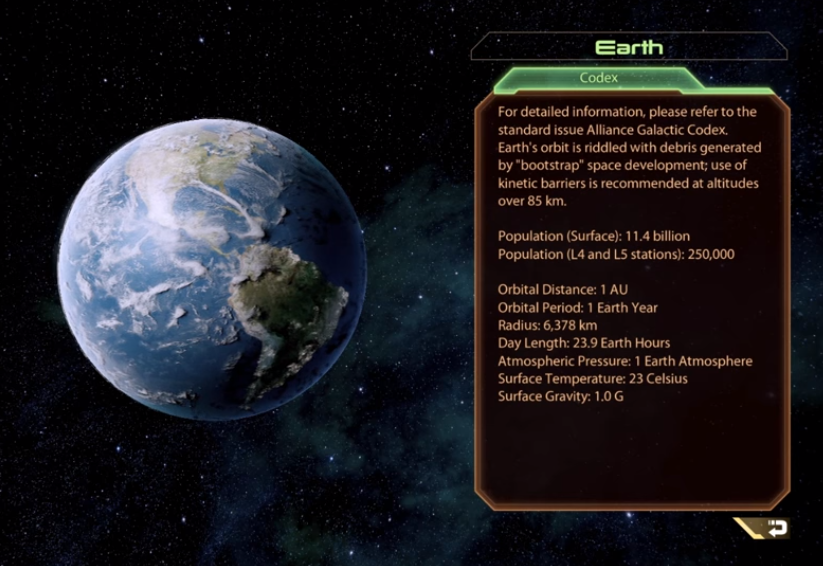 Earth
Codex
For detailed information, please refer to the
standard issue Alliance Galactic Codex.
Earth's orbit is riddled with debris generated
by "bootstrap" space development; use of
kinetic barriers is recommended at altitudes
over 85 km.
Population (Surface): 11.4 billion
Population (L4 and L5 stations): 250,000
Orbital Distance: 1 AU
Orbital Period: 1 Earth Year
Radius: 6,378 km
Day Length: 23.9 Earth Hours
Atmospheric Pressure: 1 Earth Atmosphere
Surface Temperature: 23 Celsius
Surface Gravity: 1.0 G